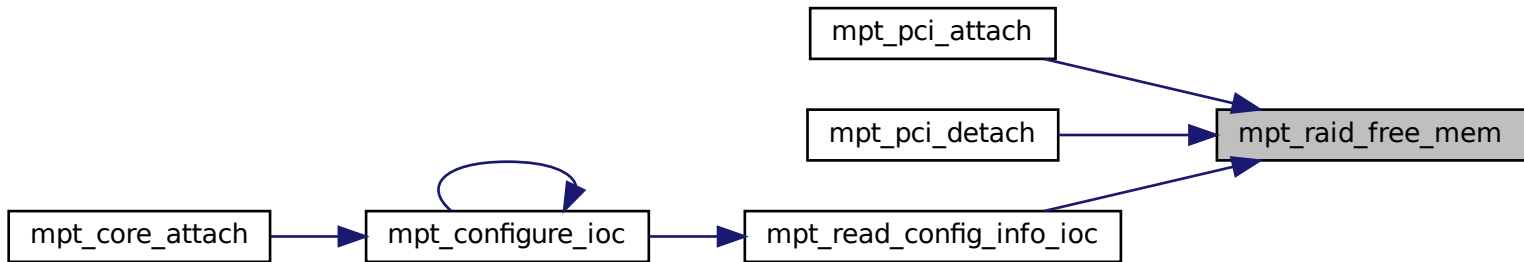 mpt_pci_attach
mpt_pci_detach
mpt_raid_free_mem
mpt_core_attach
mpt_configure_ioc
mpt_read_config_info_ioc